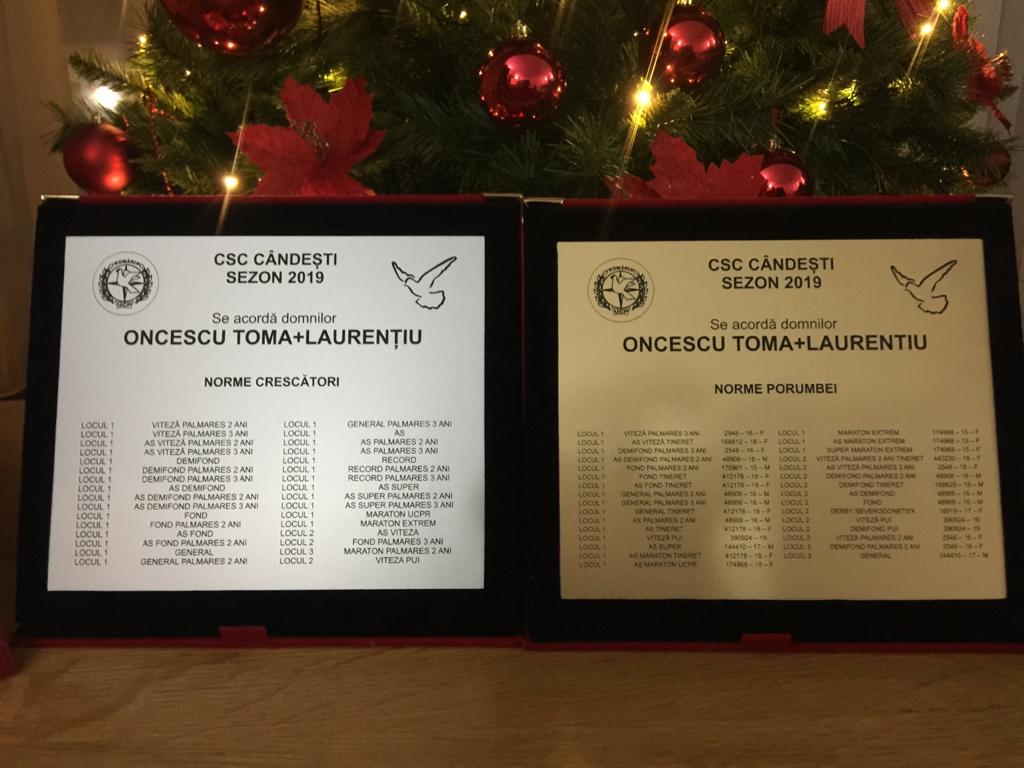 CSC CÂNDEȘTI
SEZON 2019
Se acordă domnilor
ONCESCU TOMA+LAURENȚIU
NORME CRESCĂTORI
LOCUL 1 VITEZĂ PALMARES 2 ANI
LOCUL 1 VITEZĂ PALMARES 3 ANI
LOCUL 1 AS VITEZĂ PALMARES 2 ANI
LOCUL 1 AS VITEZĂ PALMARES 3 ANI
LOCUL 1 DEMIFOND
LOCUL 1 DEMIFOND PALMARES 2 ANI
LOCUL 1 DEMIFOND PALMARES 3 ANI
LOCUL 1 AS DEMIFOND
LOCUL 1 AS DEMIFOND PALMARES 2 ANI
LOCUL 1 AS DEMIFOND PALMARES 3 ANI
LOCUL 1 FOND
LOCUL 1 FOND PALMARES 2 ANI
LOCUL 1 AS FOND
LOCUL 1 AS FOND PALMARES 2 ANI
LOCUL 1 GENERAL
LOCUL 1 GENERAL PALMARES 2 ANI
LOCUL 1 GENERAL PALMARES 3 ANI
LOCUL 1 AS
LOCUL 1 AS PALMARES 2 ANI
LOCUL 1 AS PALMARES 3 ANI
LOCUL 1 RECORD
LOCUL 1 RECORD PALMARES 2 ANI
LOCUL 1 RECORD PALMARES 3 ANI
LOCUL 1 AS SUPER
LOCUL 1 AS SUPER PALMARES 2 ANI
LOCUL 1 AS SUPER PALMARES 3 ANI
LOCUL 1 MARATON UCPR
LOCUL 1 MARATON EXTREM
LOCUL 2 AS VITEZA
LOCUL 2 FOND PALMARES 3 ANI
LOCUL 3 MARATON PALMARES 2 ANI
LOCUL 2 VITEZA PUI
CSC CÂNDEȘTI
SEZON 2019
Se acordă domnilor
ONCESCU TOMA+LAURENTIU
NORME PORUMBEI
LOCUL 1 VITEZĂ PALMARES 3 ANI 2548 – 16 – F
LOCUL 1 AS VITEZĂ TINERET 168812 – 18 – F
LOCUL 1 DEMIFOND PALMARES 3 ANI 2548 – 16 – F
LOCUL 1 AS DEMIFOND PALMARES 2 ANI 48908 – 16 – M
LOCUL 1 FOND PALMARES 2 ANI 175901 – 15 – M
LOCUL 1 FOND TINERET 412178 – 18 – F
LOCUL 1 AS FOND TINERET 412178 – 18 – F
LOCUL 1 GENERAL PALMARES 2 ANI 48908 – 16 – M
LOCUL 1 GENERAL PALMARES 3 ANI 48908 – 16 – M
LOCUL 1 GENERAL TINERET 412178 – 18 – F
LOCUL 1 AS PALMARES 2 ANI 48908 – 16 – M
LOCUL 1 AS TINERET 412178 – 18 – F
LOCUL 1 VITEZĂ PUI 390924 – 19
LOCUL 1 AS SUPER 144410 – 17 – M
LOCUL 1 AS MARATON TINERET 412178 – 18 – F
LOCUL 1 AS MARATON UCPR 174968 – 15 – F
LOCUL 1 MARATON EXTREM 174968 – 15 – F
LOCUL 1 AS MARATON EXTREM 174968 – 15 – F
LOCUL 1 SUPER MARATON EXTREM 174968 – 15 – F
LOCUL 2 VITEZĂ PALMARES 2 ANI TINERET 443230 – 18 – F
LOCUL 2 AS VITEZĂ PALMARES 2 ANI 2548 – 16 – F
LOCUL 2 DEMIFOND PALMARES 2 ANI 48908 – 16 – M
LOCUL 2 DEMIFOND TINERET 168825 – 18 – M
LOCUL 2 AS DEMIFOND 48908 – 16 – M
LOCUL 2 FOND 48908 – 16 – M
LOCUL 2 DERBY SEVERODONETSK 16919 – 17 – F
LOCUL 2 VITEZĂ PUI 390924 – 19
LOCUL 2 DEMIFOND PUI 390924 – 19
LOCUL 3 VITEZĂ PALMARES 2 ANI 2548 – 16 – F
LOCUL 3 DEMIFOND PALMARES 2 ANI 2548 – 16 – F
LOCUL 3 GENERAL 144410 – 17 – M